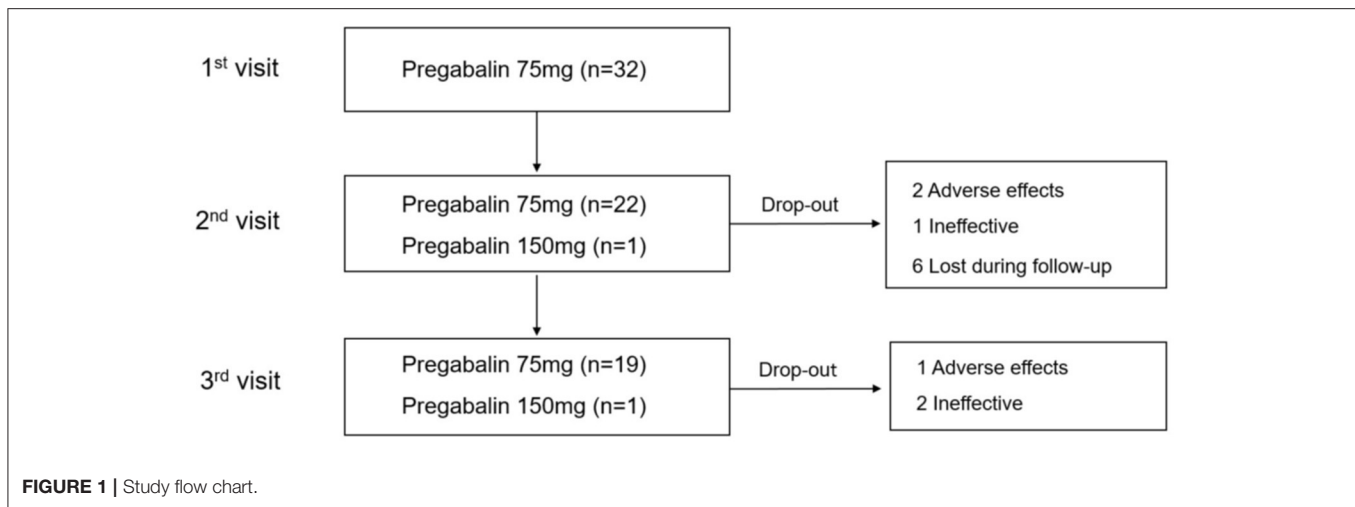 1st visit
Pregabalin 75mg (n=32)
2nd visit
Pregabalin 75mg (n=22)
Pregabalin 150mg (n=1)
Drop-out
2 Adverse effects
1 Ineffective
6 Lost during follow-up
3rd visit
Pregabalin 75mg (n=19)
Pregabalin 150mg (n=1)
Drop-out
1 Adverse effects
2 Ineffective
FIGURE 1 | Study flow chart.